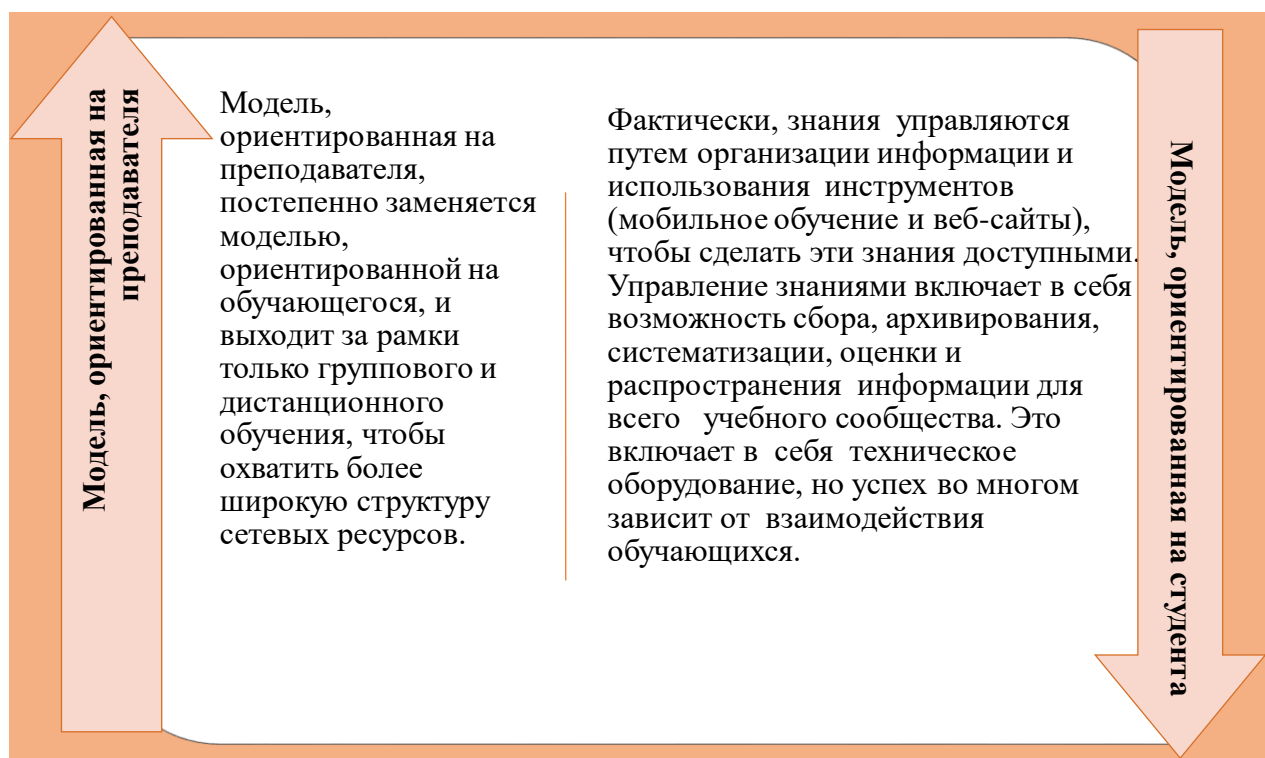 Модель, ориентированная на
преподавателя
Модель,
ориентированная на
преподавателя,
постепенно заменяется
моделью,
ориентированной на
обучающегося, и
выходит за рамки
только группового и
дистанционного
обучения, чтобы
охватить более
широкую структуру
сетевых ресурсов.
Фактически, знания управляются
путем организации информации и
использования инструментов
(мобильное обучение и веб-сайты),
чтобы сделать эти знания доступными.
Управление знаниями включает в себя
возможность сбора, архивирования,
систематизации, оценки и
распространения информации для
всего учебного сообщества. Это
включает в себя техническое
оборудование, но успех во многом
зависит от взаимодействия
обучающихся.
Модель, ориентированная на студента